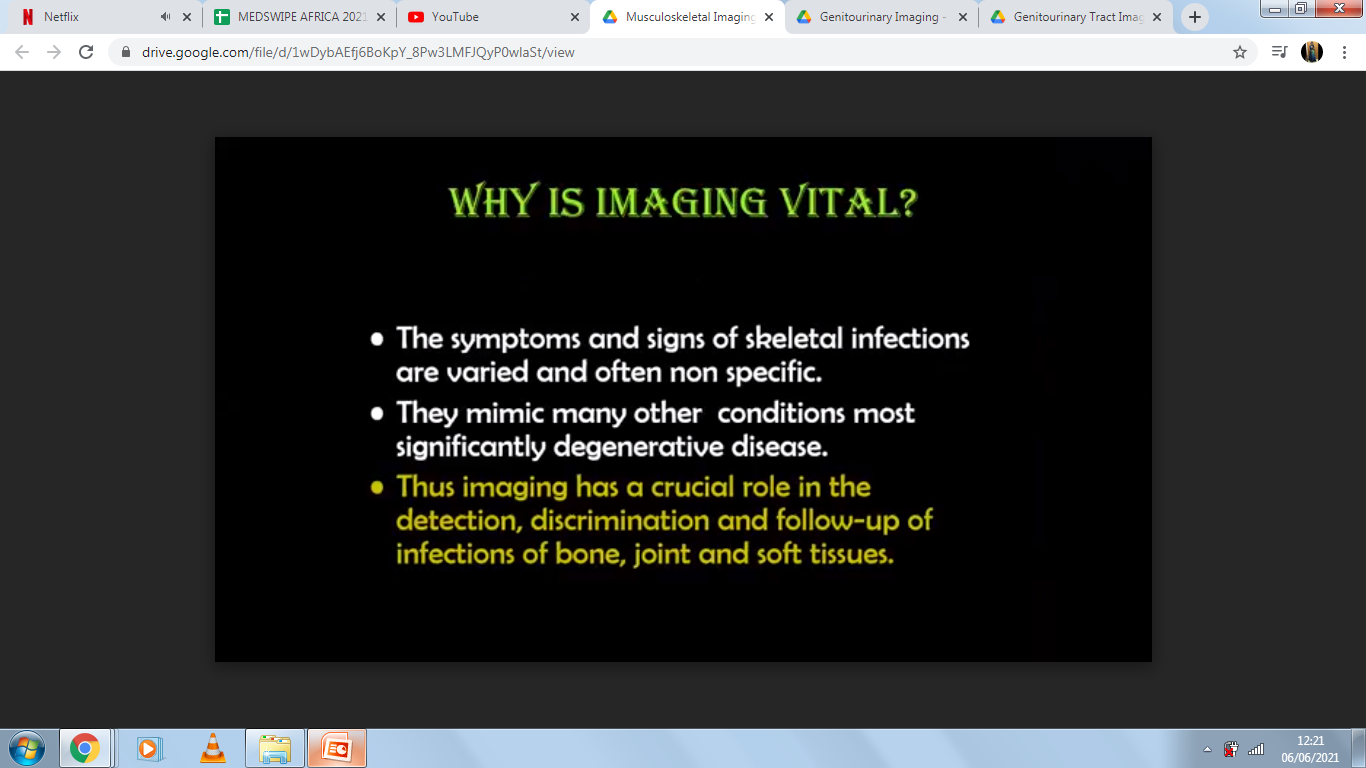 Netflix
MEDSWIPE AFRICA 2021
YouTube
Musculoskeletal Imaging
Genitourinary Imaging -
Genitourinary Tract Imag
drive.google.com/file/d/1wDybAEfj6BoKpY_8Pw3LMFJQyP0wlaSt/view
WHY IS IMAGING VITAL?
• The symptoms and signs of skeletal infections
are varied and often non specific.
• They mimic many other conditions most
significantly degenerative disease.
• Thus imaging has a crucial role in the
detection, discrimination and follow-up of
infections of bone, joint and soft tissues.
12:21
06/06/2021